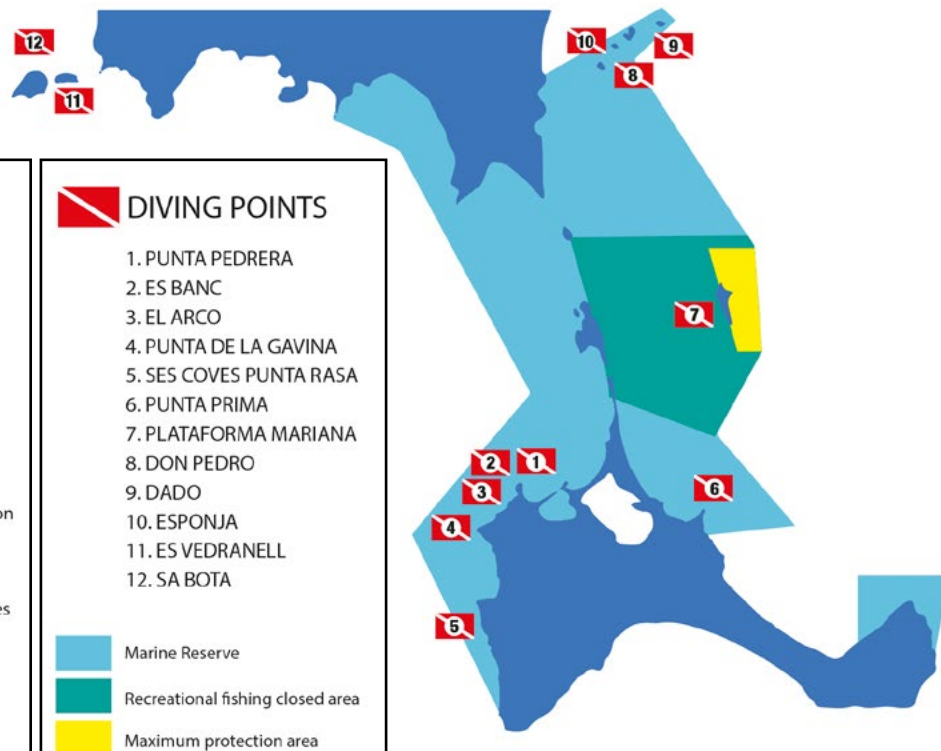 12
11
10
9
8
7
DIVING POINTS
1. PUNTA PEDRERA
2. ES BANC
3. EL ARCO
4. PUNTA DE LA GAVINA
5. SES COVES PUNTA RASA
6. PUNTA PRIMA
7. PLATAFORMA MARIANA
8. DON PEDRO
9. DADO
10. ESPONJA
11. ES VEDRANELL
12. SA BOTA
Marine Reserve
Recreational fishing closed area
Maximum protection area
2
1
3
4
5
6